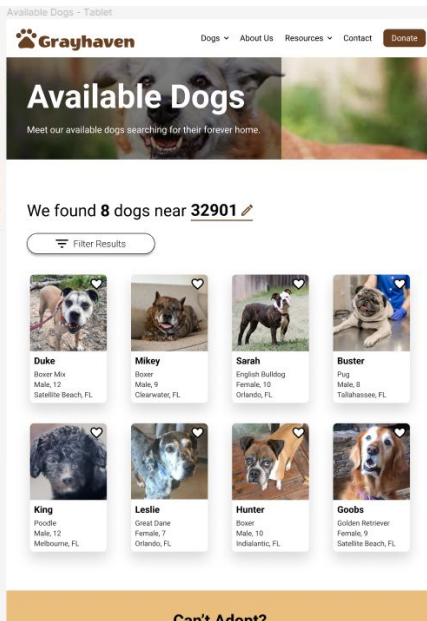 Available Dogs - Tablet
Grayhaven
Dogs About Us Resources Contact Donate
Available Dogs
Meet our available dogs searching for their forever home.
We found 8 dogs near 32901
Filter Results
Duke
Boxer Mix
Male, 12
Satellite Beach, FL
Mikey
Boxer
Male, 9
Clearwater, FL
Sarah
English Bulldog
Female, 10
Orlando, FL
Buster
Pug
Male, 8
Tallahassee, FL
King
Poodle
Male, 12
Melbourne, FL
Leslie
Great Dane
Female, 7
Orlando, FL
Hunter
Boxer
Male, 10
Indialantic, FL
Goobs
Golden Retriever
Female, 9
Satellite Beach, FL
Can't Adopt?